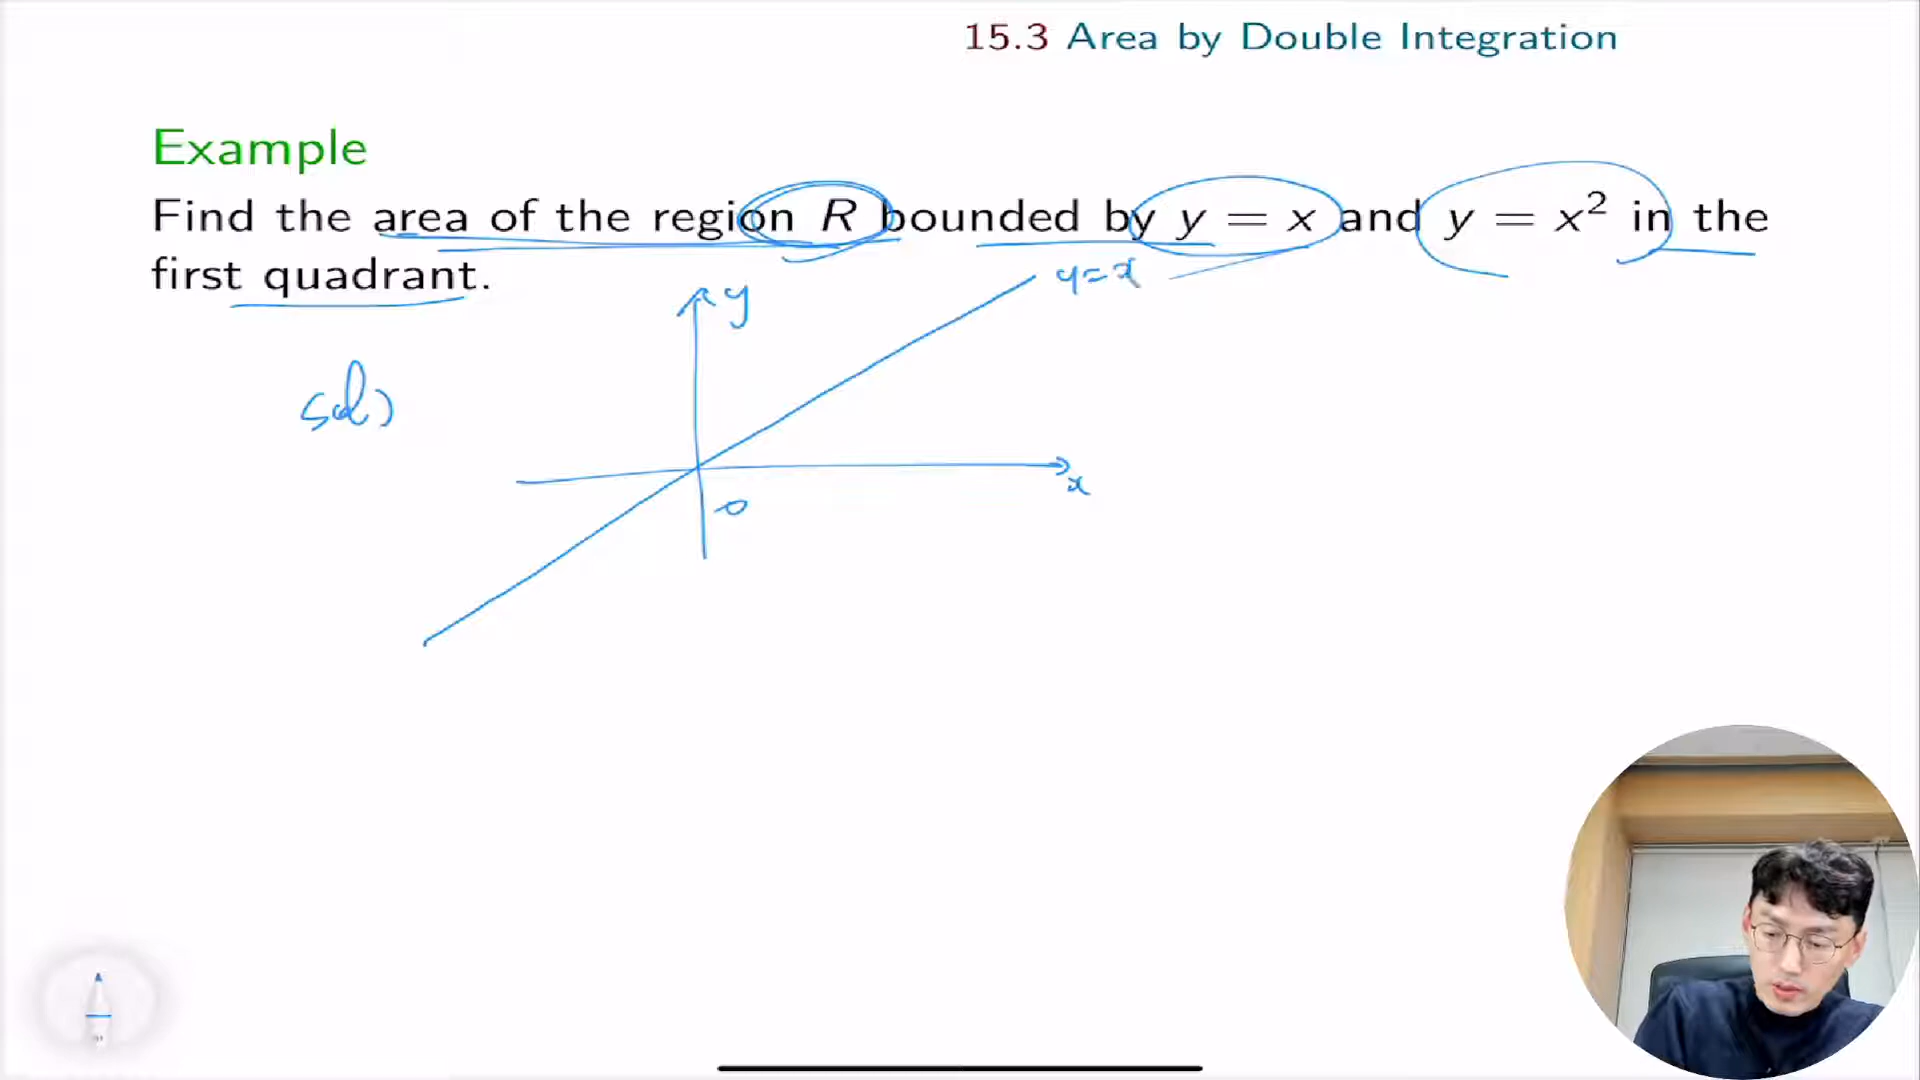 15.3 Area by Double Integration
Example
Find the area of the region R bounded by y = x and y = x² in the
first quadrant.
y=x
y
sol)
x
0